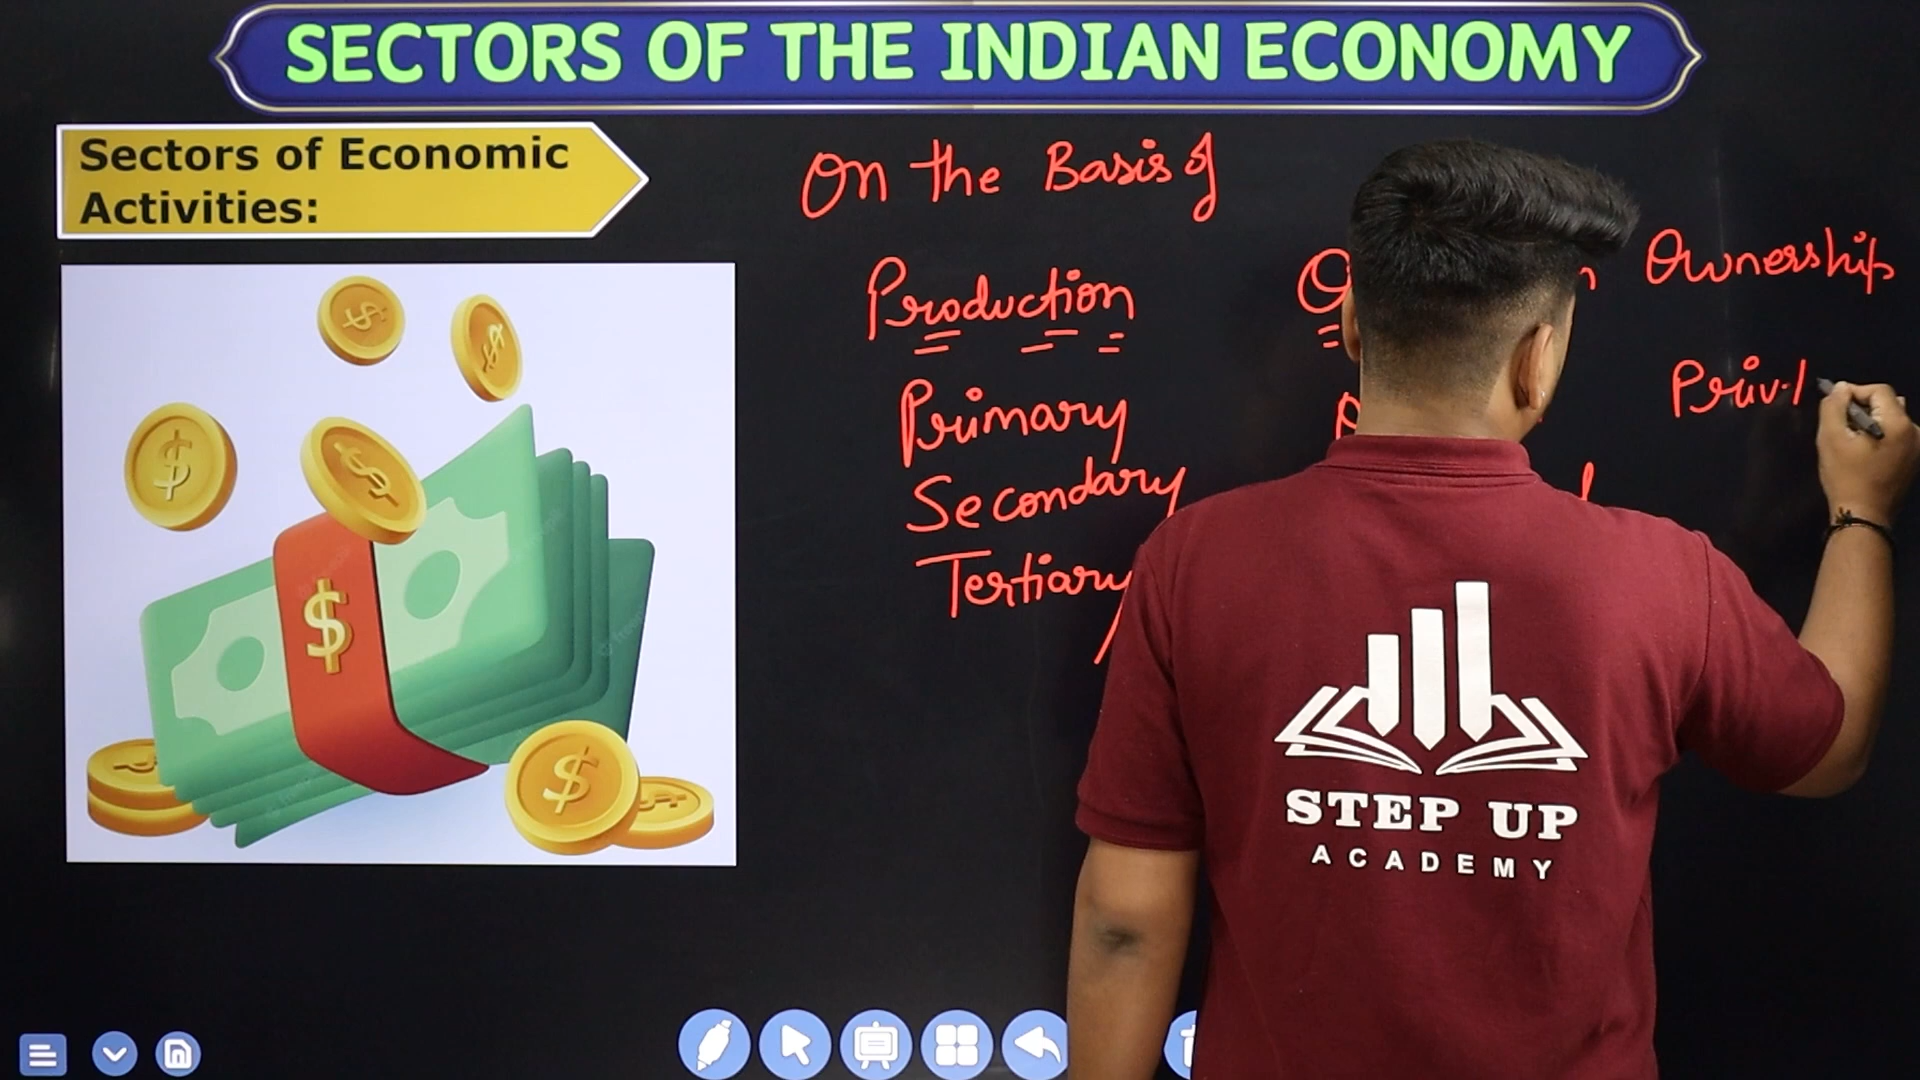 SECTORS OF THE INDIAN ECONOMY
Sectors of Economic
Activities:
On the Basis of
Production
Ownership
Primary
Priv
Secondary
Tertiary
STEP UP
ACADEMY